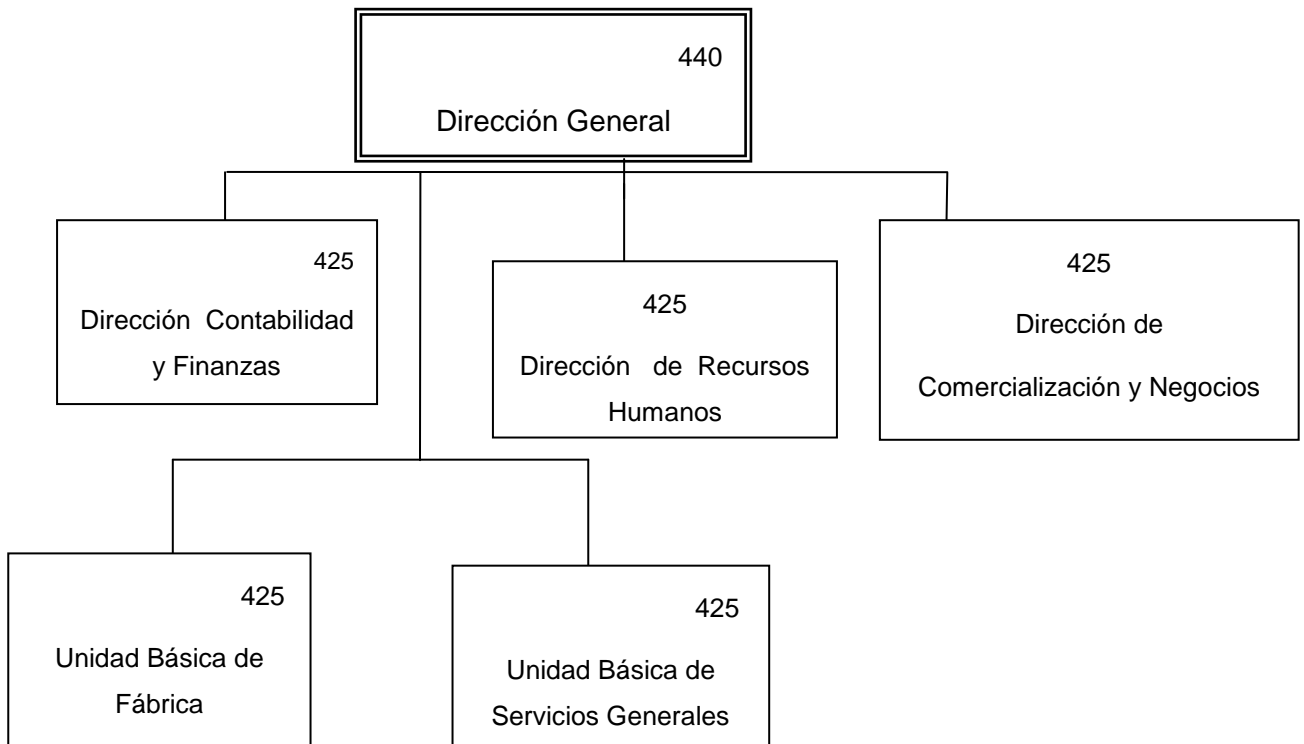 440
Dirección General
425
Dirección Contabilidad
y Finanzas
425
Dirección de Recursos
Humanos
425
Dirección de
Comercialización y Negocios
425
Unidad Básica de
Fábrica
425
Unidad Básica de
Servicios Generales